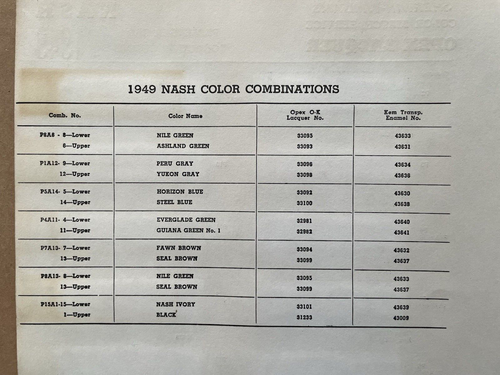 1949 NASH COLOR COMBINATIONS
Comb. No. Color Name Opex O-K Lacquer No. Kem Transp. Enamel No.
P8A6 - 8—Lower NILE GREEN 33095 43633
6—Upper ASHLAND GREEN 33093 43631
P1A12- 9—Lower PERU GRAY 33096 43634
12—Upper YUKON GRAY 33098 43636
P5A14- 5—Lower HORIZON BLUE 33092 43630
14—Upper STEEL BLUE 33100 43638
P4A11- 4—Lower EVERGLADE GREEN 32981 43640
11—Upper GUIANA GREEN No. 1 32982 43641
P7A13- 7—Lower FAWN BROWN 33094 43632
13—Upper SEAL BROWN 33099 43637
P8A13- 8—Lower NILE GREEN 33095 43633
13—Upper SEAL BROWN 33099 43637
P15A1-15—Lower NASH IVORY 33101 43639
1—Upper BLACK 31233 43009